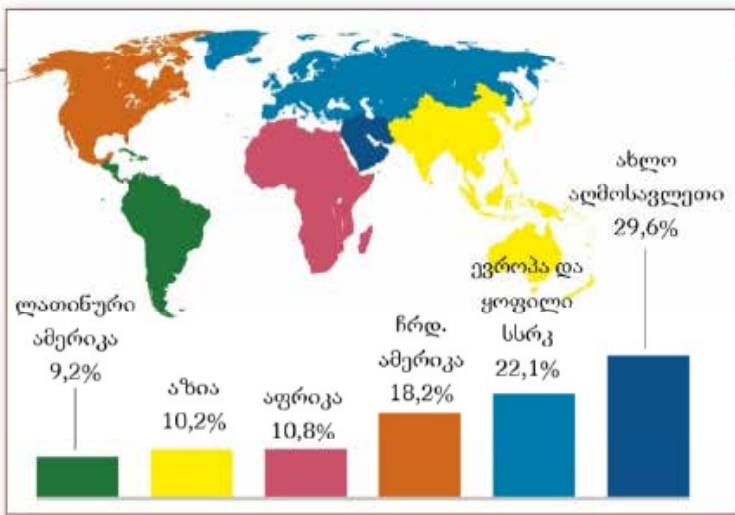 ლათინური
ამერიკა
9,2%
აზია
10,2%
აფრიკა
10,8%
ჩრდ.
ამერიკა
18,2%
ევროპა და
ყოფილი
სსრკ
22,1%
ახლო
აღმოსავლეთი
29,6%